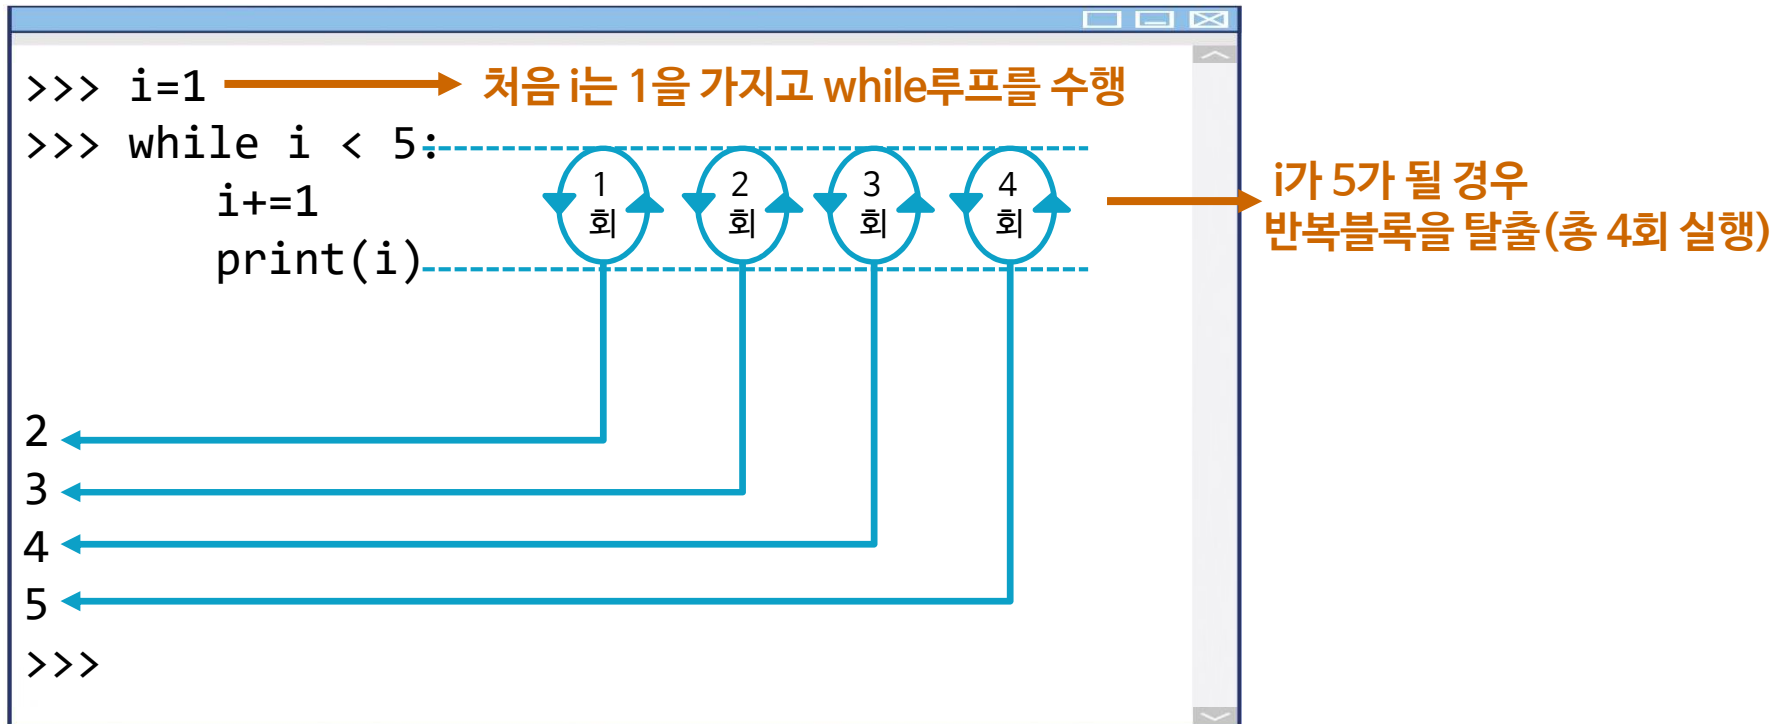 >>> i=1
처음 i는 1을 가지고 while루프를 수행
>>> while i < 5:
i+=1
print(i)
1
회
2
회
3
회
4
회
i가 5가 될 경우
반복블록을 탈출(총 4회 실행)
2
3
4
5
>>>